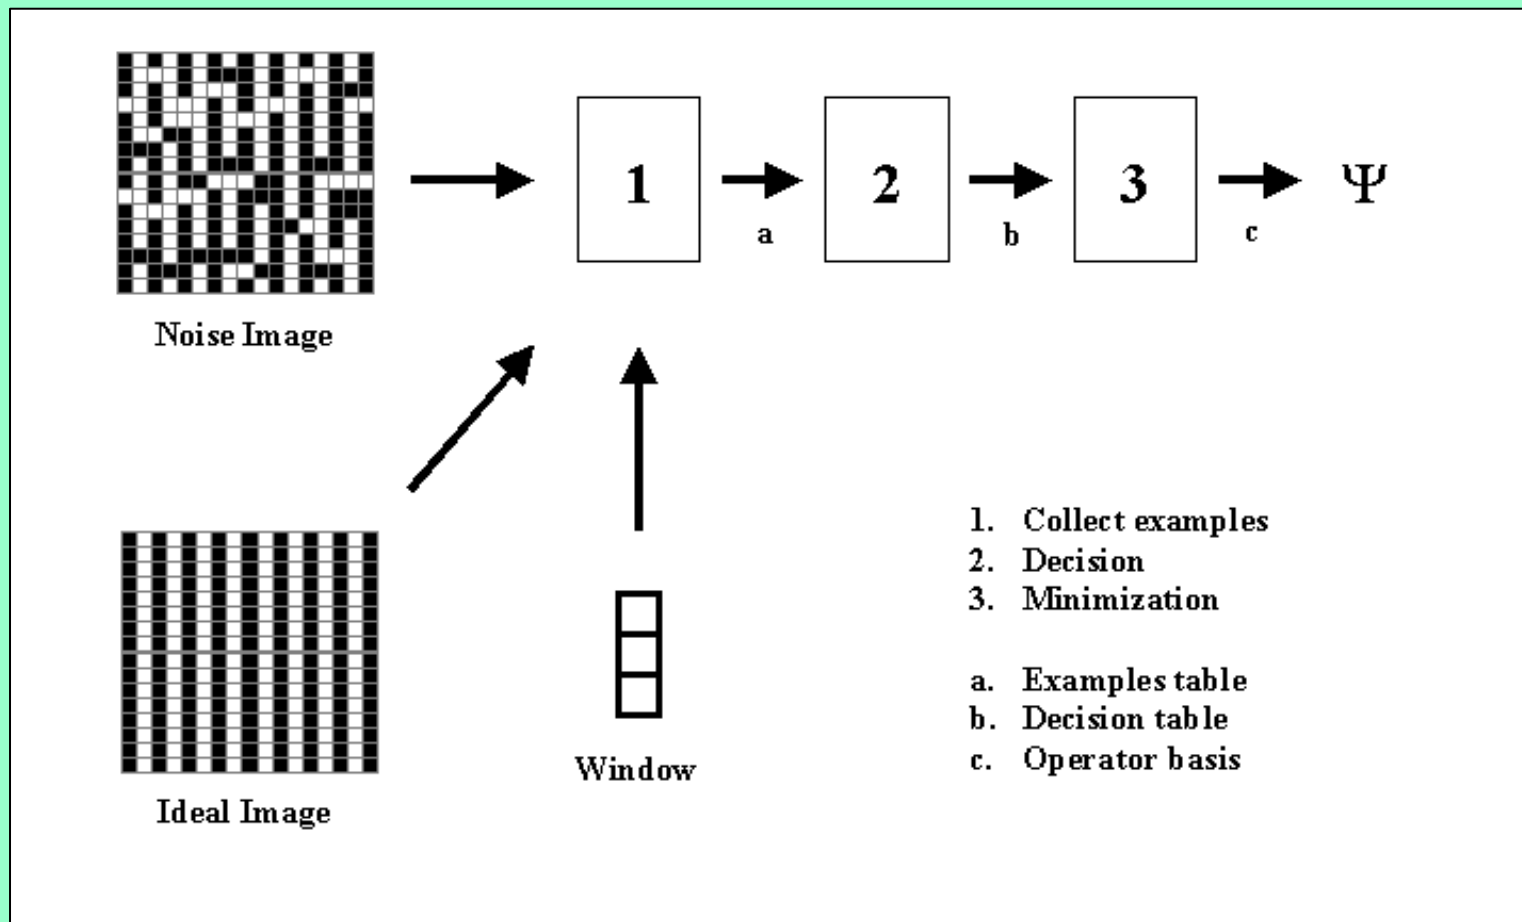 1
2
3
Ψ
a
b
c
Noise Image
1. Collect examples
2. Decision
3. Minimization
a. Examples table
b. Decision table
c. Operator basis
Window
Ideal Image